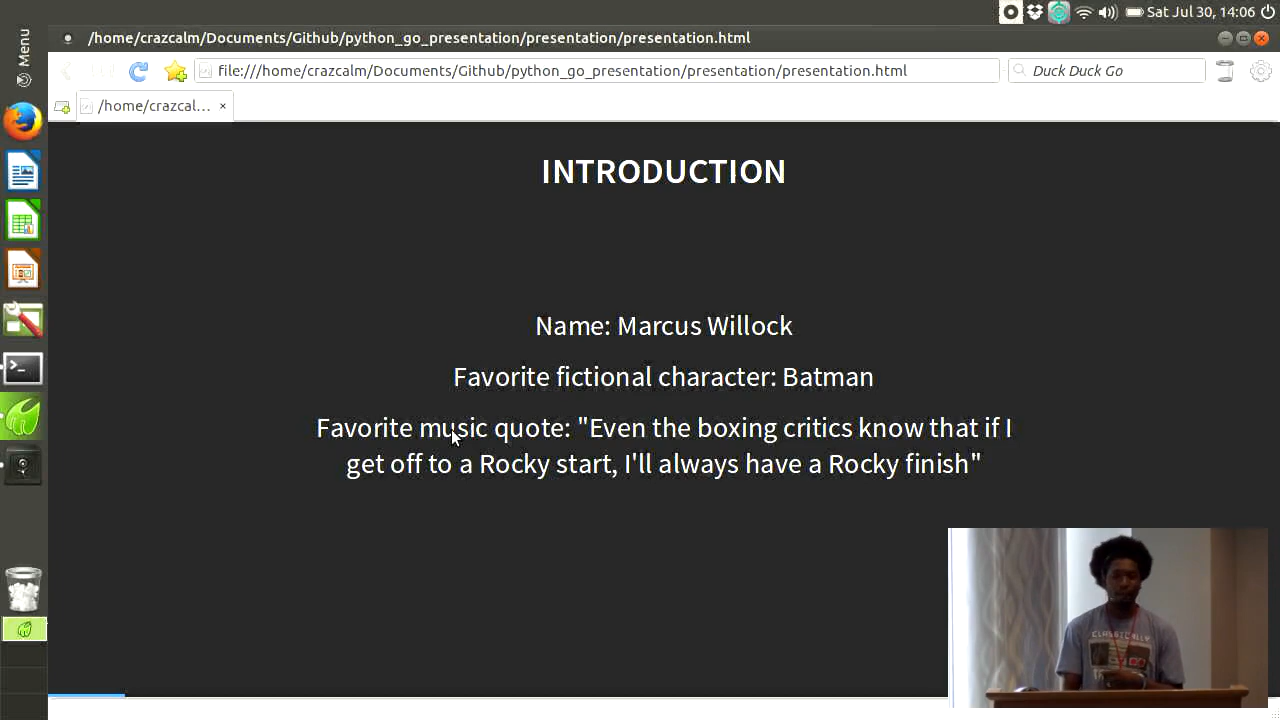 Menu
Sat Jul 30, 14:06
/home/crazcalm/Documents/Github/python_go_presentation/presentation/presentation.html
file:///home/crazcalm/Documents/Github/python_go_presentation/presentation/presentation.html
Duck Duck Go
/home/crazcal... ×
INTRODUCTION
Name: Marcus Willock
Favorite fictional character: Batman
Favorite music quote: "Even the boxing critics know that if I
get off to a Rocky start, I'll always have a Rocky finish"
CLASSICALLY